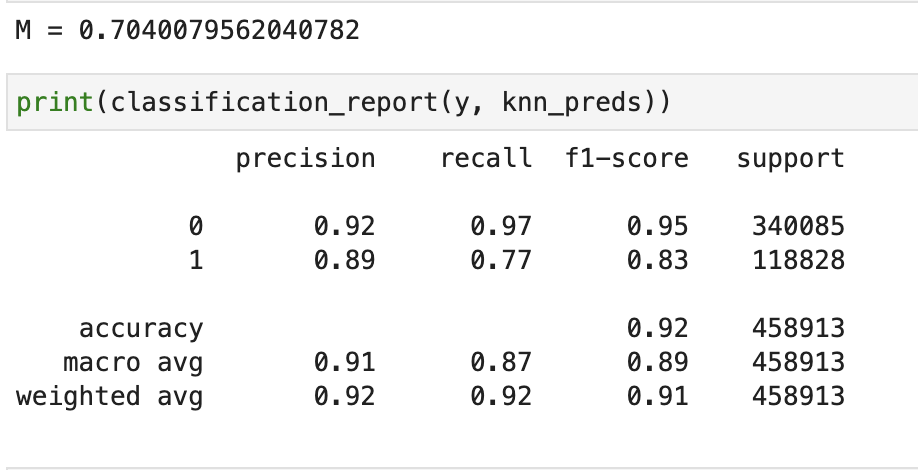 M = 0.7040079562040782
print(classification_report(y, knn_preds))
precision recall f1-score support
0 0.92 0.97 0.95 340085
1 0.89 0.77 0.83 118828
accuracy 0.92 458913
macro avg 0.91 0.87 0.89 458913
weighted avg 0.92 0.92 0.91 458913